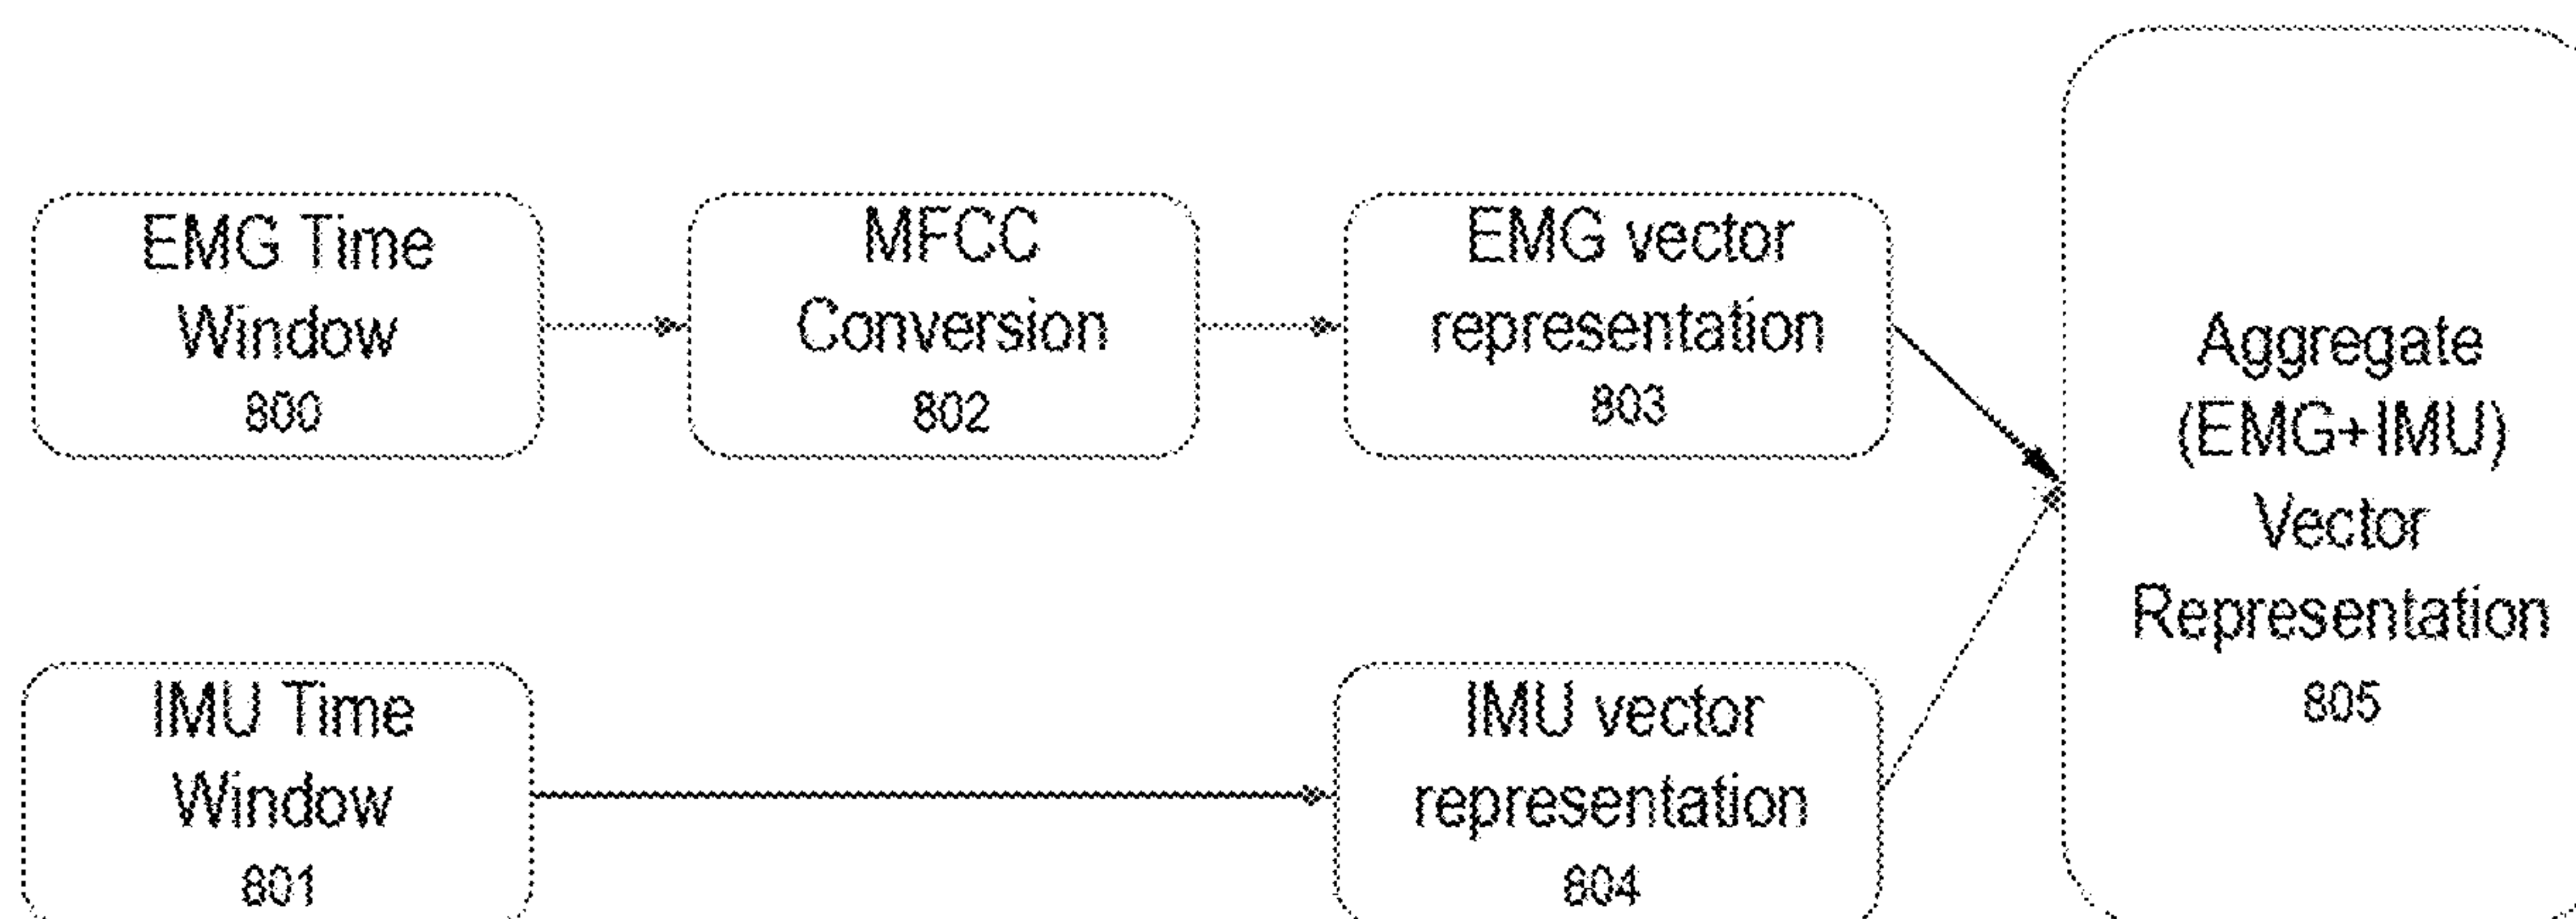 EMG Time
Window
800
MFCC
Conversion
802
EMG vector
representation
803
IMU Time
Window
801
IMU vector
representation
804
Aggregate
(EMG+IMU)
Vector
Representation
805